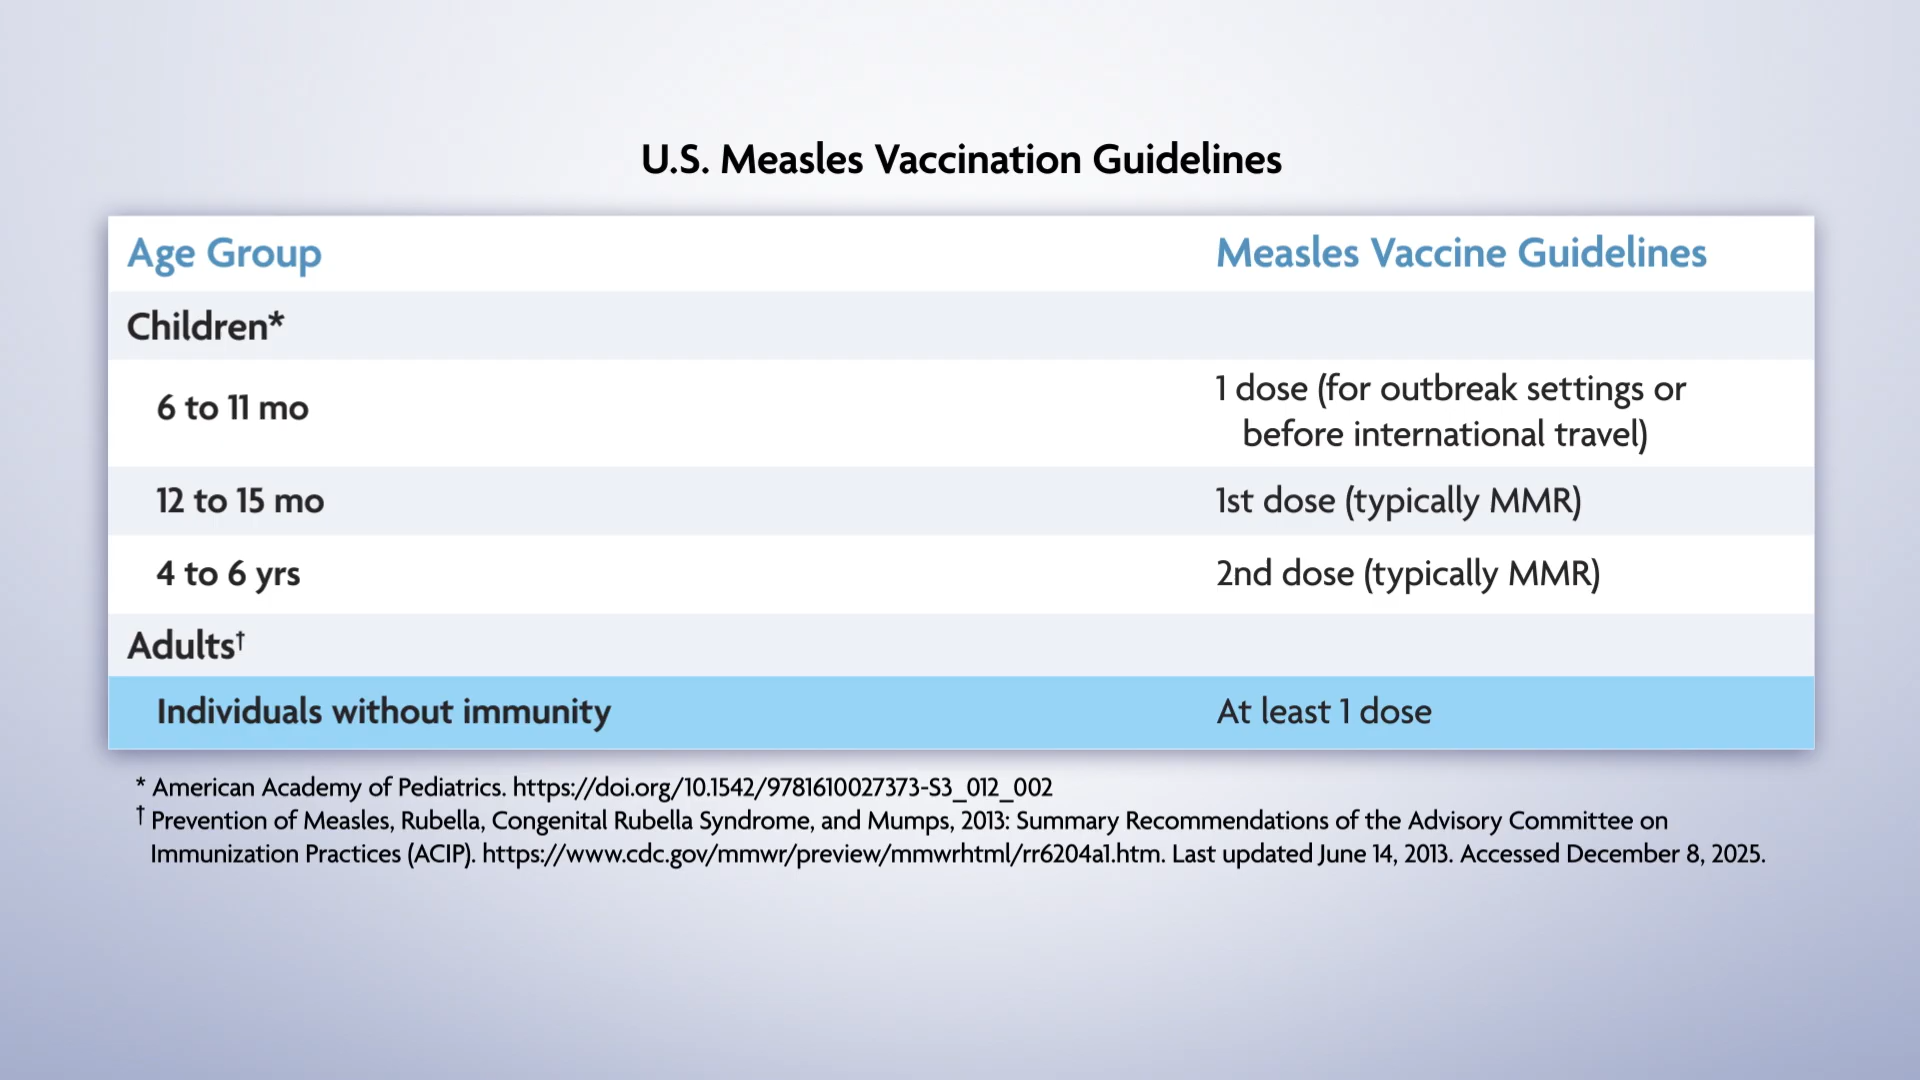 U.S. Measles Vaccination Guidelines
Age Group Measles Vaccine Guidelines
Children*
6 to 11 mo 1 dose (for outbreak settings or
before international travel)
12 to 15 mo 1st dose (typically MMR)
4 to 6 yrs 2nd dose (typically MMR)
Adults†
Individuals without immunity At least 1 dose
* American Academy of Pediatrics. https://doi.org/10.1542/9781610027373-S3_012_002
† Prevention of Measles, Rubella, Congenital Rubella Syndrome, and Mumps, 2013: Summary Recommendations of the Advisory Committee on
Immunization Practices (ACIP). https://www.cdc.gov/mmwr/preview/mmwrhtml/rr6204a1.htm. Last updated June 14, 2013. Accessed December 8, 2025.